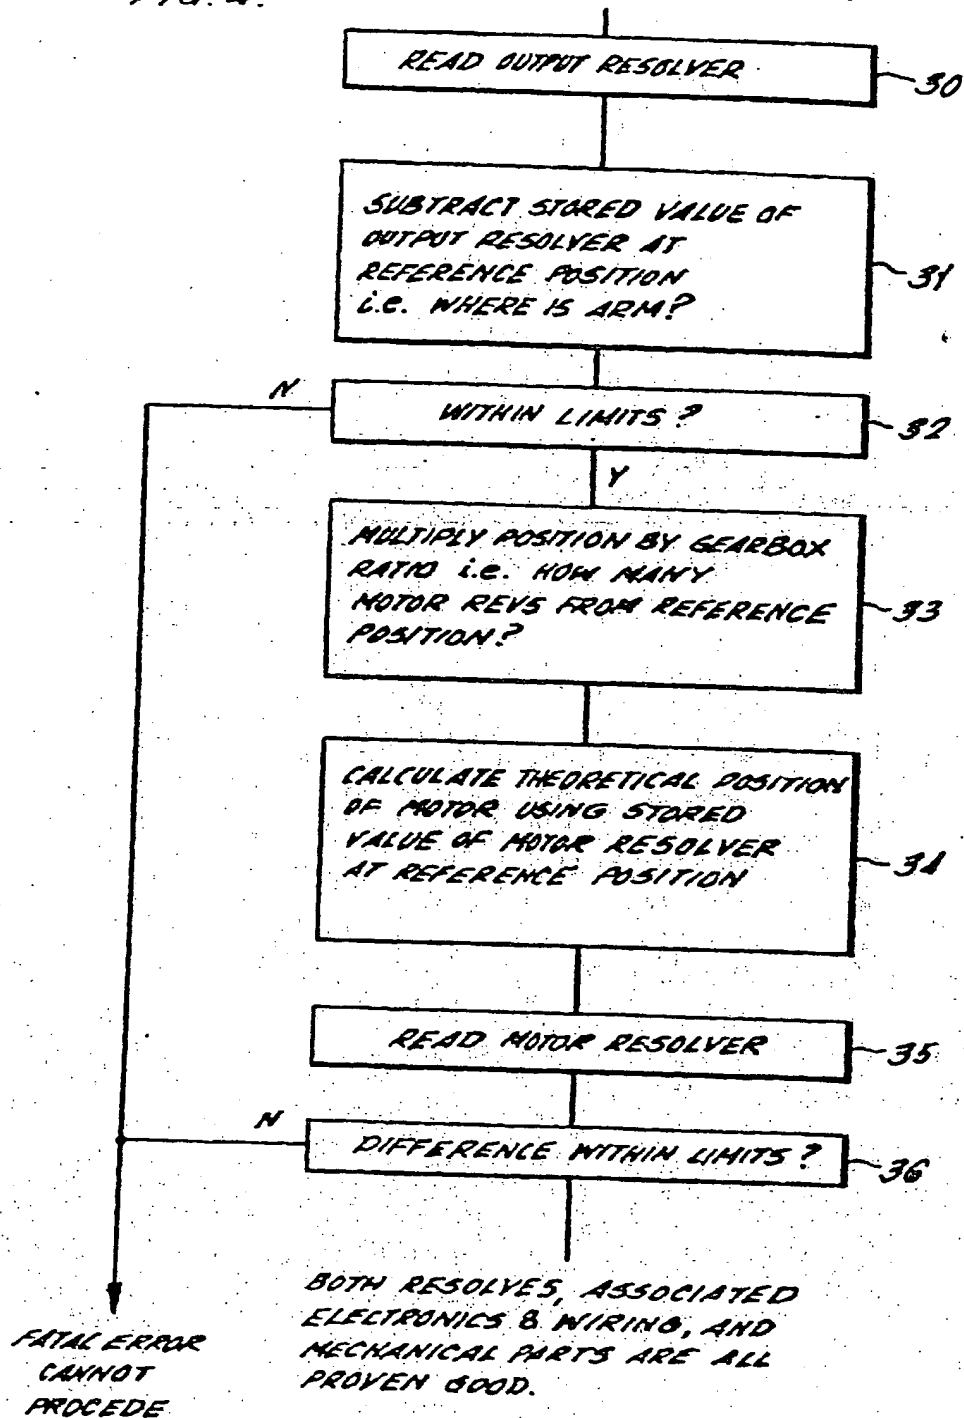 READ OUTPUT RESOLVER
30
SUBTRACT STORED VALUE OF
OUTPUT RESOLVER AT
REFERENCE POSITION
i.e. WHERE IS ARM?
31
N
WITHIN LIMITS?
32
Y
MULTIPLY POSITION BY GEARBOX
RATIO i.e. HOW MANY
MOTOR REVS FROM REFERENCE
POSITION?
33
CALCULATE THEORETICAL POSITION
OF MOTOR USING STORED
VALUE OF MOTOR RESOLVER
AT REFERENCE POSITION
34
READ MOTOR RESOLVER
35
N
DIFFERENCE WITHIN LIMITS?
36
BOTH RESOLVES, ASSOCIATED
ELECTRONICS & WIRING, AND
MECHANICAL PARTS ARE ALL
PROVEN GOOD.
FATAL ERROR
CANNOT
PROCEDE